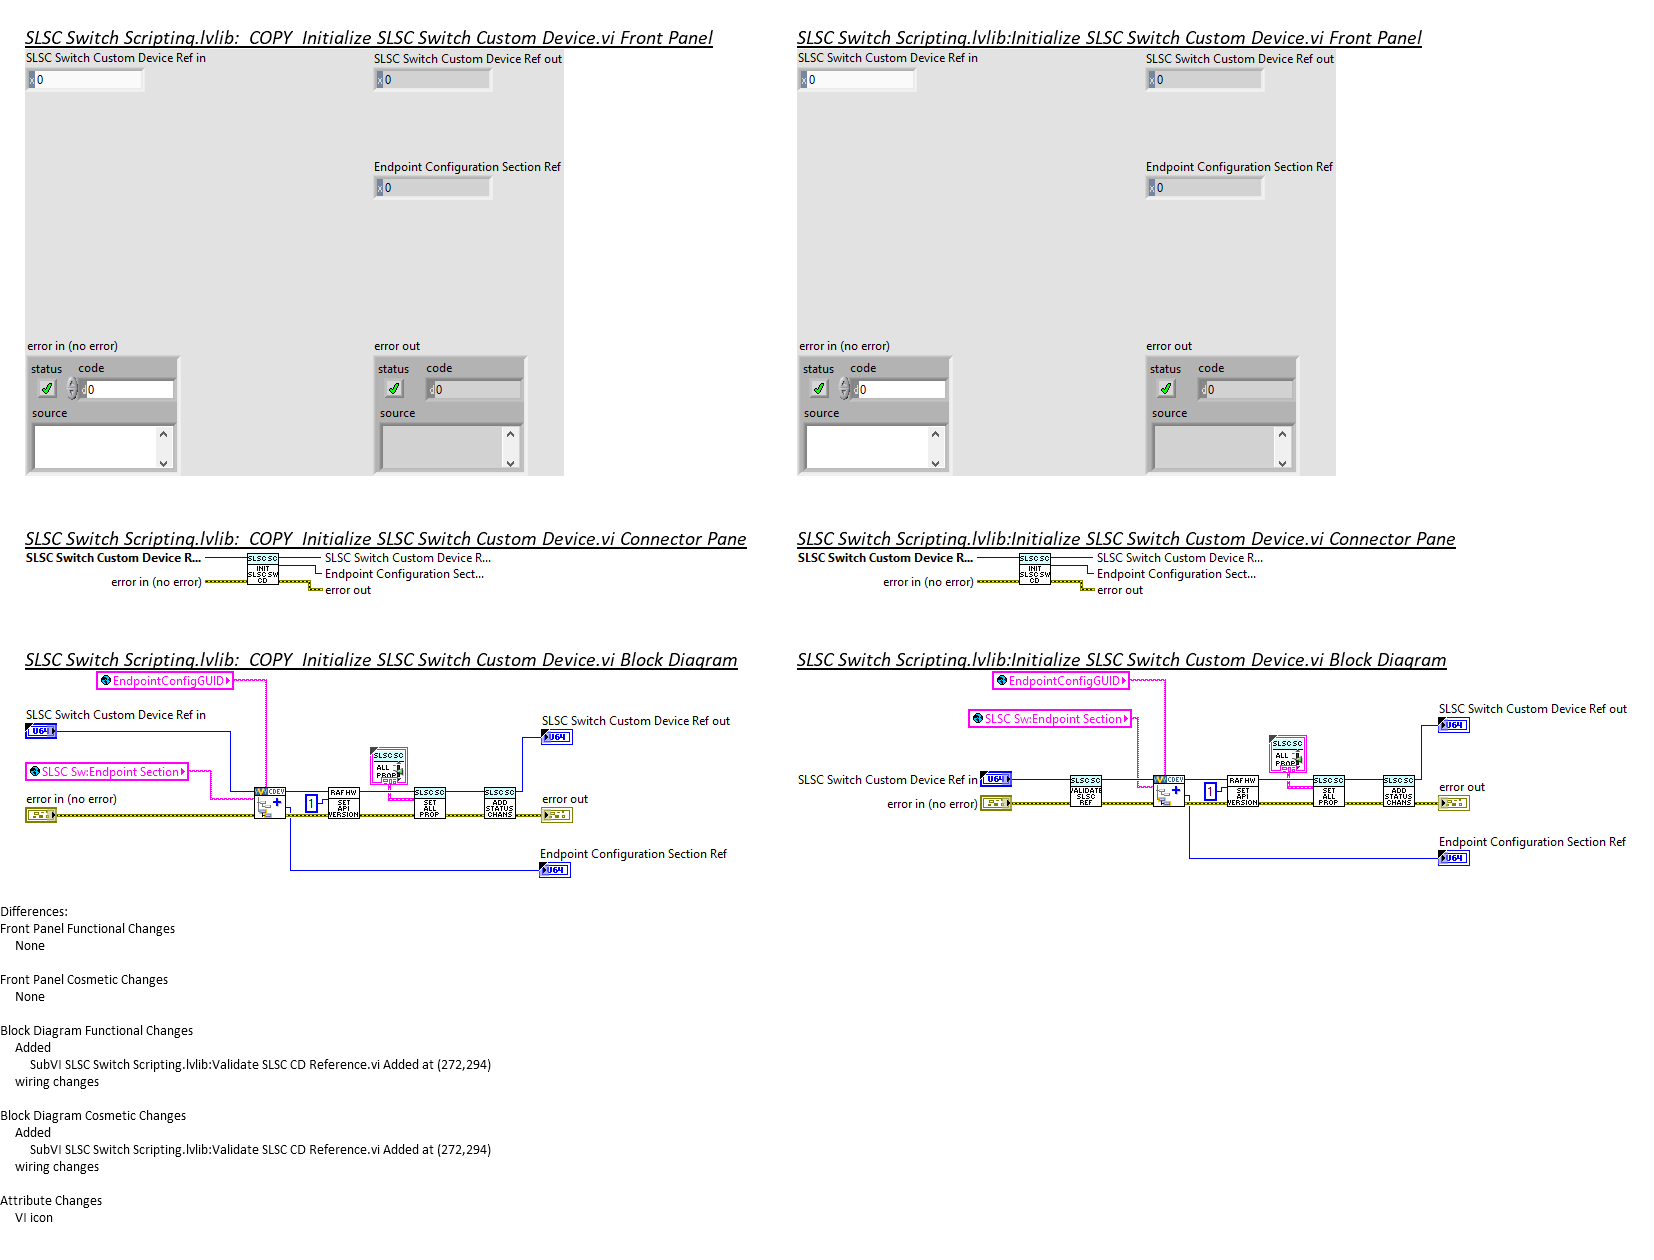 SLSC Switch Scripting.lvlib:  COPY  Initialize SLSC Switch Custom Device.vi Front Panel
SLSC Switch Custom Device Ref in
x 0
SLSC Switch Custom Device Ref out
x 0
Endpoint Configuration Section Ref
x 0
error in (no error)
status code
d 0
source
error out
status code
d 0
source
SLSC Switch Scripting.lvlib:Initialize SLSC Switch Custom Device.vi Front Panel
SLSC Switch Custom Device Ref in
x 0
SLSC Switch Custom Device Ref out
x 0
Endpoint Configuration Section Ref
x 0
error in (no error)
status code
d 0
source
error out
status code
d 0
source
SLSC Switch Scripting.lvlib:  COPY  Initialize SLSC Switch Custom Device.vi Connector Pane
SLSC Switch Custom Device R...
error in (no error)
SLSC SC
INIT
SLSC SW
CD
SLSC Switch Custom Device R...
Endpoint Configuration Sect...
error out
SLSC Switch Scripting.lvlib:Initialize SLSC Switch Custom Device.vi Connector Pane
SLSC Switch Custom Device R...
error in (no error)
SLSC SC
INIT
SLSC SW
CD
SLSC Switch Custom Device R...
Endpoint Configuration Sect...
error out
SLSC Switch Scripting.lvlib:  COPY  Initialize SLSC Switch Custom Device.vi Block Diagram
EndpointConfigGUID
SLSC Switch Custom Device Ref in
U64
SLSC Sw:Endpoint Section
error in (no error)
CDEV
1
RAF HW
SET
API
VERSION
SLSC SC
ALL
PROP
SLSC SC
SET
ALL
PROP
SLSC SC
ADD
STATUS
CHANS
SLSC Switch Custom Device Ref out
U64
error out
Endpoint Configuration Section Ref
U64
SLSC Switch Scripting.lvlib:Initialize SLSC Switch Custom Device.vi Block Diagram
EndpointConfigGUID
SLSC Sw:Endpoint Section
SLSC Switch Custom Device Ref in
U64
error in (no error)
SLSC SC
VALIDATE
SLSC
REF
CDEV
1
RAF HW
SET
API
VERSION
SLSC SC
ALL
PROP
SLSC SC
SET
ALL
PROP
SLSC SC
ADD
STATUS
CHANS
SLSC Switch Custom Device Ref out
U64
error out
Endpoint Configuration Section Ref
U64
Differences:
Front Panel Functional Changes
None
Front Panel Cosmetic Changes
None
Block Diagram Functional Changes
Added
SubVI SLSC Switch Scripting.lvlib:Validate SLSC CD Reference.vi Added at (272,294)
wiring changes
Block Diagram Cosmetic Changes
Added
SubVI SLSC Switch Scripting.lvlib:Validate SLSC CD Reference.vi Added at (272,294)
wiring changes
Attribute Changes
VI icon